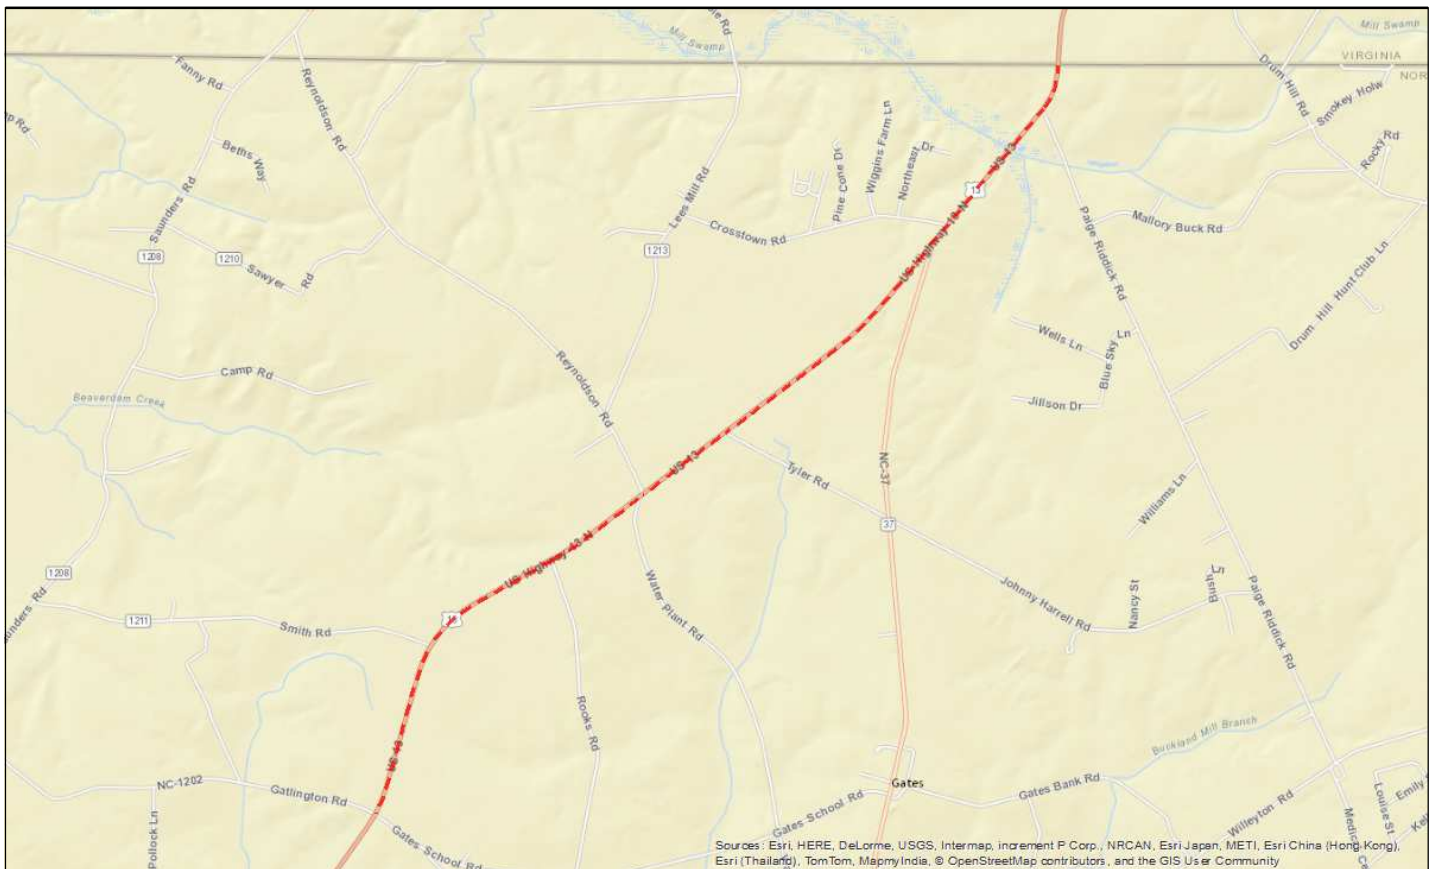 Mill Swamp
Mill Swamp
VIRGINIA
Fanny Rd
Reynoldson Rd
Drum Hill Rd
Smokey Holw
Beths Way
Saunders Rd
Lees Mill Rd
Pine Cone Dr
Wiggins Farm Ln
Northeast Dr
US 13
13
Rocky Rd
Crosstown Rd
US Highway 13 N
Mallory Buck Rd
1208
1210
Sawyer Rd
1213
Paige Riddick Rd
Drum Hill Hunt Club Ln
Wells Ln
Blue Sky Ln
Camp Rd
Reynoldson Rd
Beaverdam Creek
Jillson Dr
US 13
NC-37
Tyler Rd
Williams Ln
37
US Highway 13 N
1208
Water Plant Rd
Johnny Harrell Rd
Nancy St
Bush
Paige Riddick Rd
1211
Smith Rd
13
Rooks Rd
US 13
Buckland Mill Branch
NC-1202
Gatlington Rd
Gates
Gates Bank Rd
Pollock Ln
Gates School Rd
Gates School Rd
Willeyton Rd
Louise St
Emily
Sources: Esri, HERE, DeLorme, USGS, Intermap, increment P Corp., NRCAN, Esri Japan, METI, Esri China (Hong Kong),
Esri (Thailand), TomTom, MapmyIndia, © OpenStreetMap contributors, and the GIS User Community